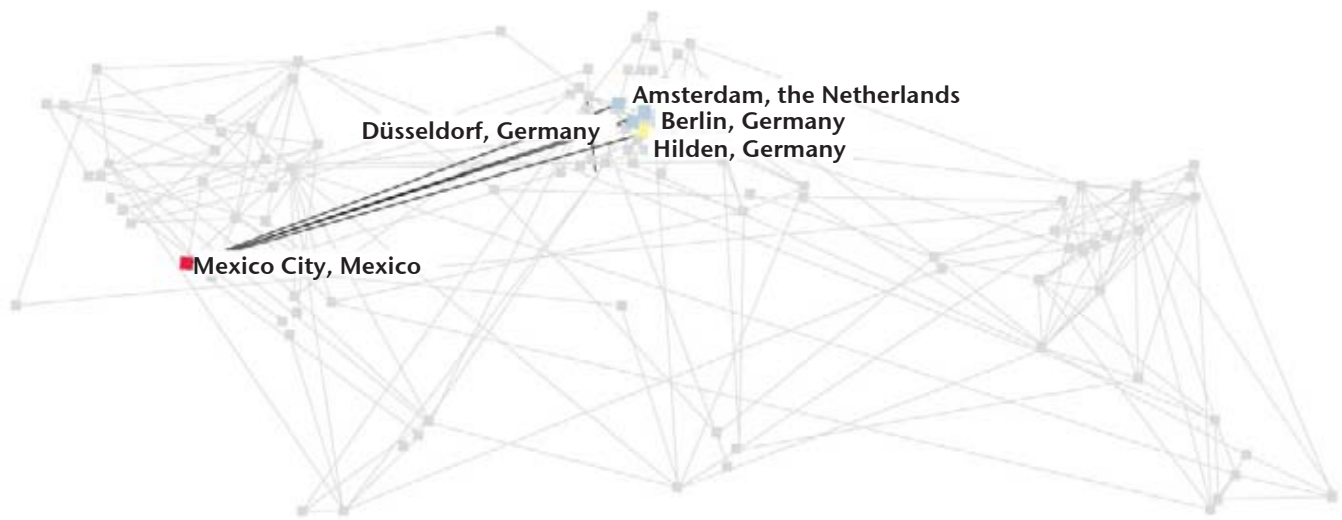 Amsterdam, the Netherlands
Düsseldorf, Germany
Berlin, Germany
Hilden, Germany
Mexico City, Mexico